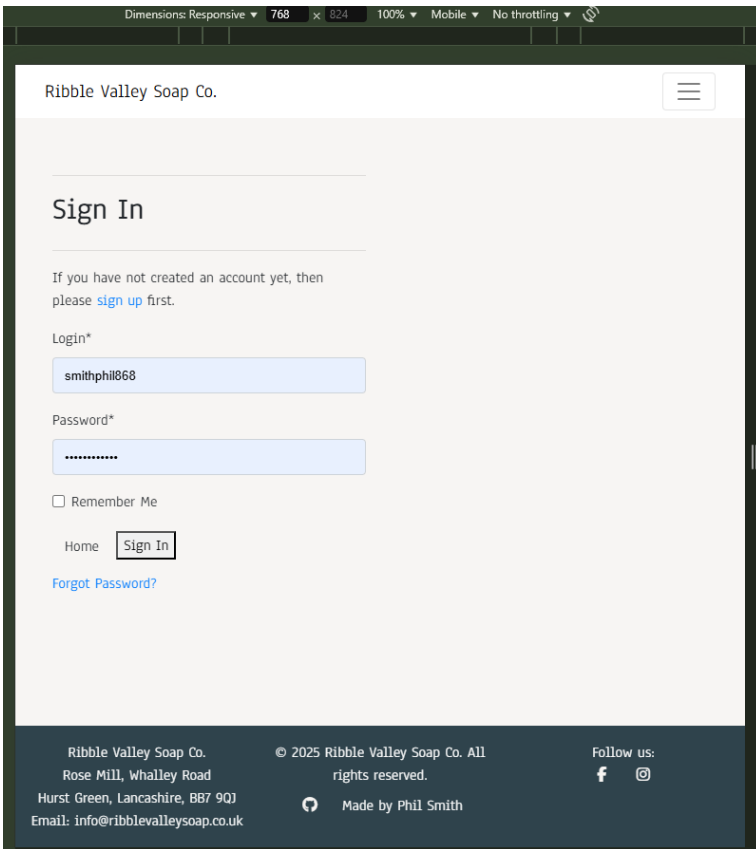 Dimensions: Responsive ▼ 768 × 824 100% ▼ Mobile ▼ No throttling ▼
Ribble Valley Soap Co.
Sign In
If you have not created an account yet, then
please sign up first.
Login*
smithphil868
Password*
••••••••••••
Remember Me
Home Sign In
Forgot Password?
Ribble Valley Soap Co.
Rose Mill, Whalley Road
Hurst Green, Lancashire, BB7 9QJ
Email: info@ribblevalleysoap.co.uk
© 2025 Ribble Valley Soap Co. All
rights reserved.
Made by Phil Smith
Follow us: